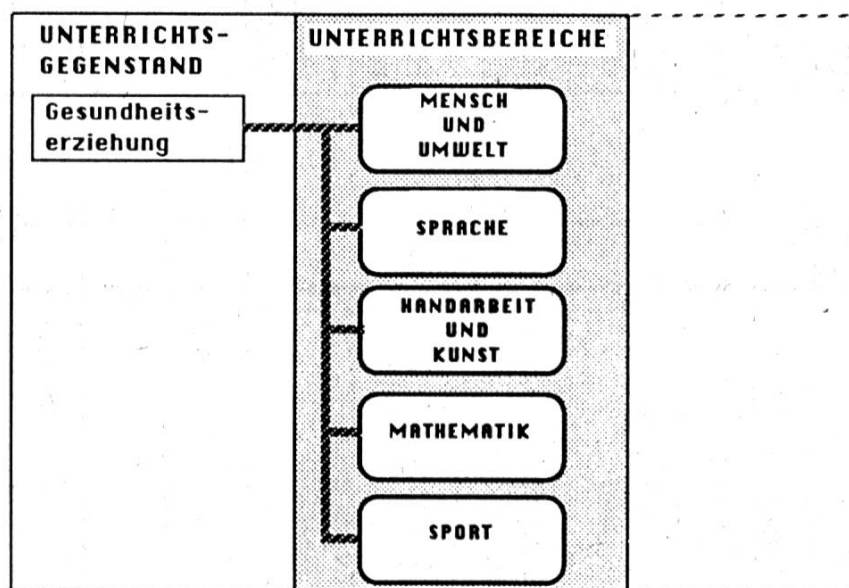 UNTERRICHTS-
GEGENSTAND
Gesundheits-
erziehung
UNTERRICHTSBEREICHE
MENSCH
UND
UMWELT
SPRACHE
HANDARBEIT
UND
KUNST
MATHEMATIK
SPORT